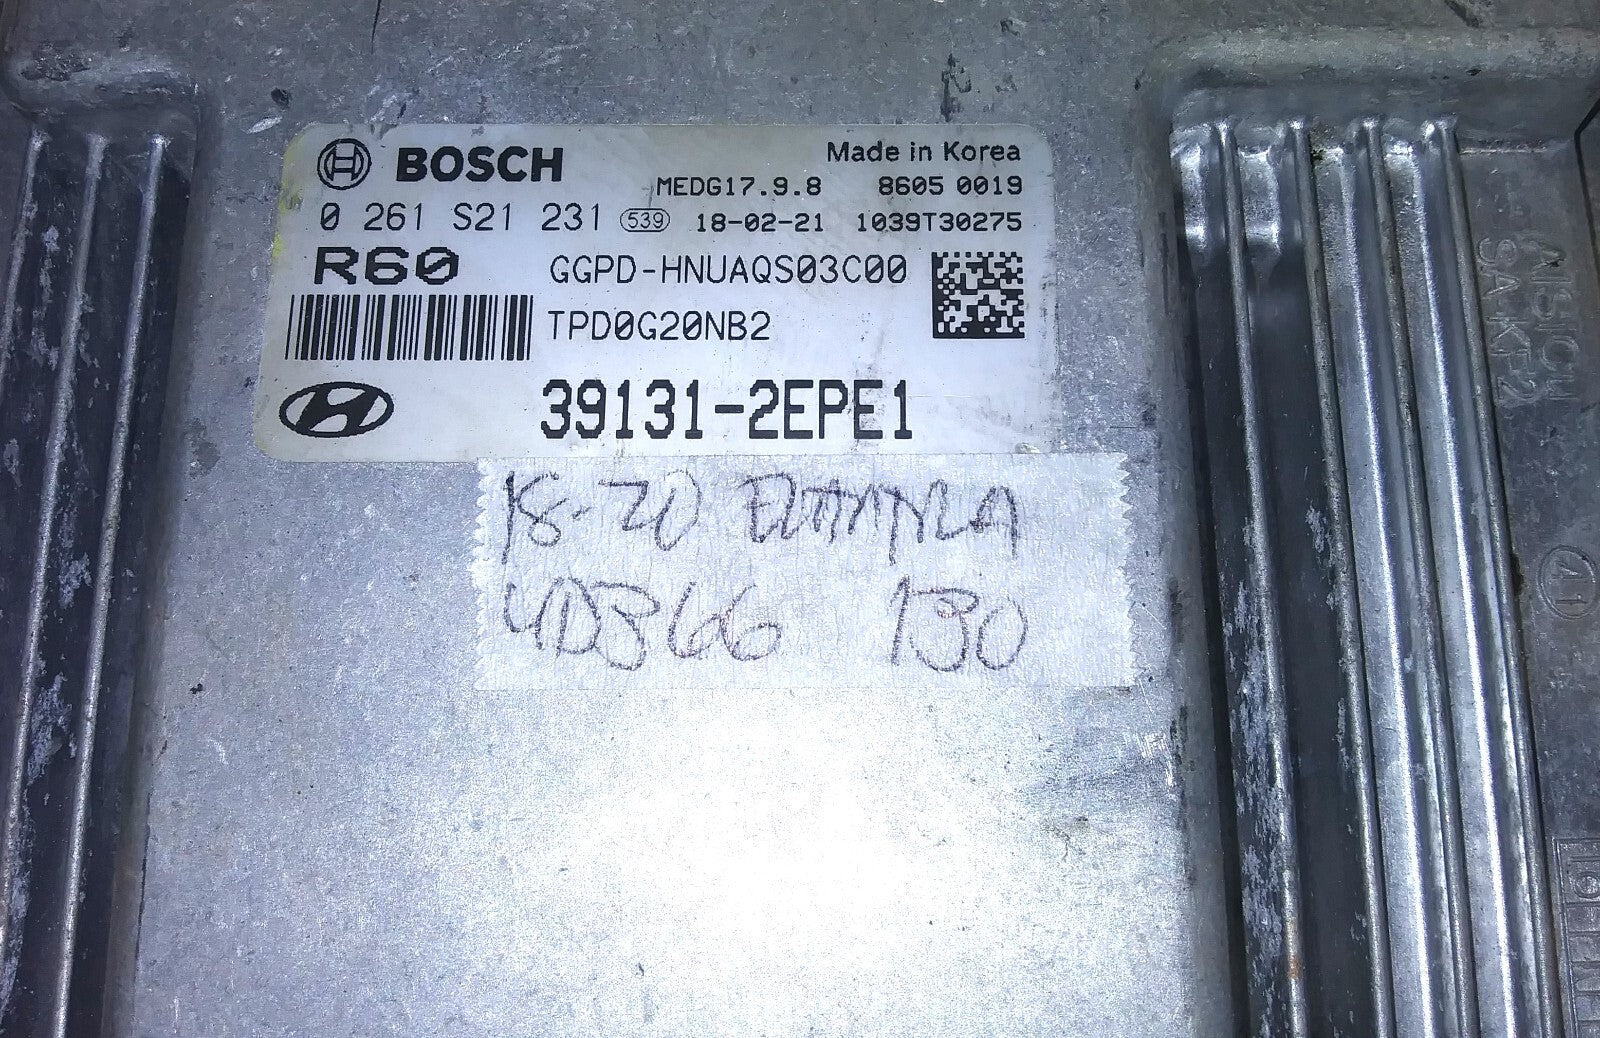 BOSCH
Made in Korea
MEDG17.9.8 8605 0019
0 261 S21 231 539 18-02-21 1039T30275
R60 GGPD-HNUAQS03C00
TPD0G20NB2
39131-2EPE1
18-20 ELANTRA
4D366 130